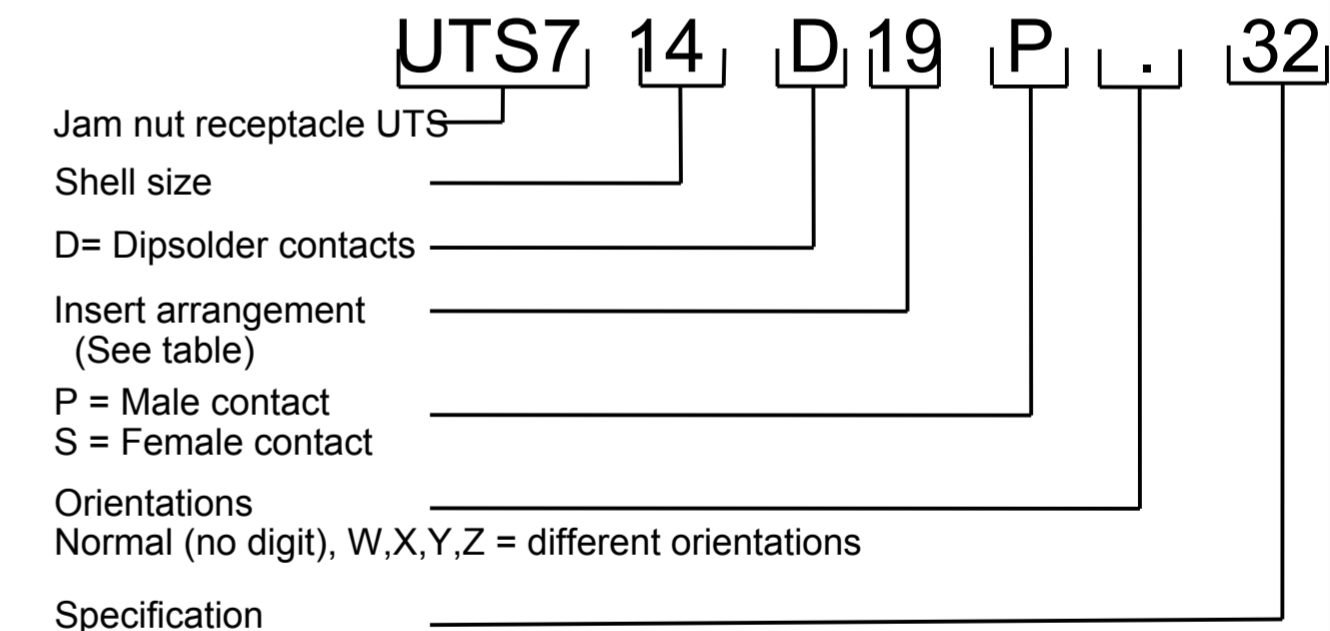 UTS7 14 D 19 P . 32
Jam nut receptacle UTS
Shell size
D= Dipsolder contacts
Insert arrangement
(See table)
P = Male contact
S = Female contact
Orientations
Normal (no digit), W,X,Y,Z = different orientations
Specification